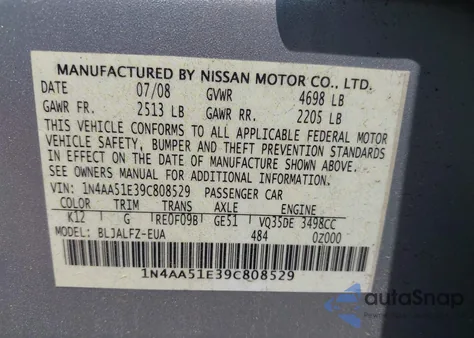 MANUFACTURED BY NISSAN MOTOR CO., LTD.
DATE 07/08 GVWR 4698 LB
GAWR FR. 2513 LB GAWR RR. 2205 LB
THIS VEHICLE CONFORMS TO ALL APPLICABLE FEDERAL MOTOR
VEHICLE SAFETY, BUMPER AND THEFT PREVENTION STANDARDS
IN EFFECT ON THE DATE OF MANUFACTURE SHOWN ABOVE.
SEE OWNERS MANUAL FOR ADDITIONAL INFORMATION
VIN: 1N4AA51E39C808529 PASSENGER CAR
COLOR TRIM TRANS AXLE ENGINE
K12 G RE0F09B GE51 VQ35DE 3498CC
MODEL: BLJALFZ-EUA 484 0Z000
1N4AA51E39C808529
autoSnap